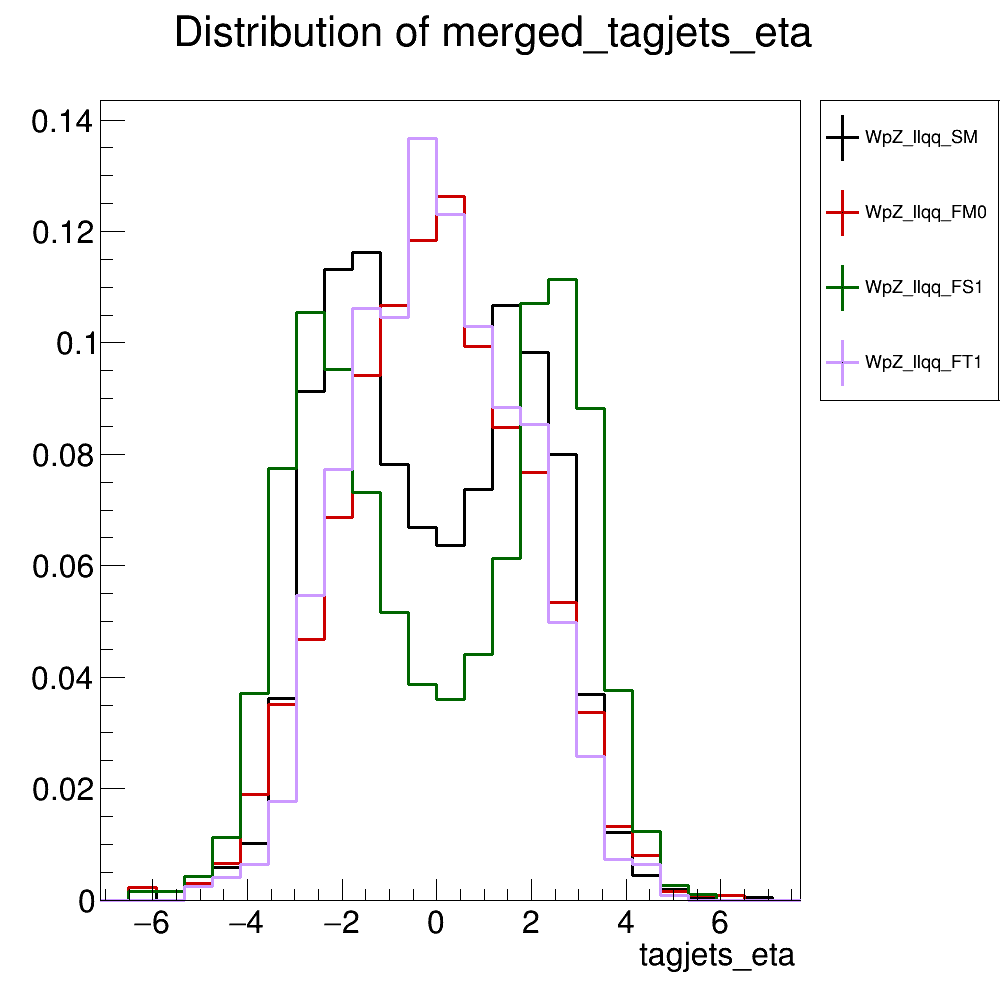 Distribution of merged_tagjets_eta
0.14
0.12
0.1
0.08
0.06
0.04
0.02
0
−6 −4 −2 0 2 4 6
tagjets_eta
WpZ_llqq_SM
WpZ_llqq_FM0
WpZ_llqq_FS1
WpZ_llqq_FT1